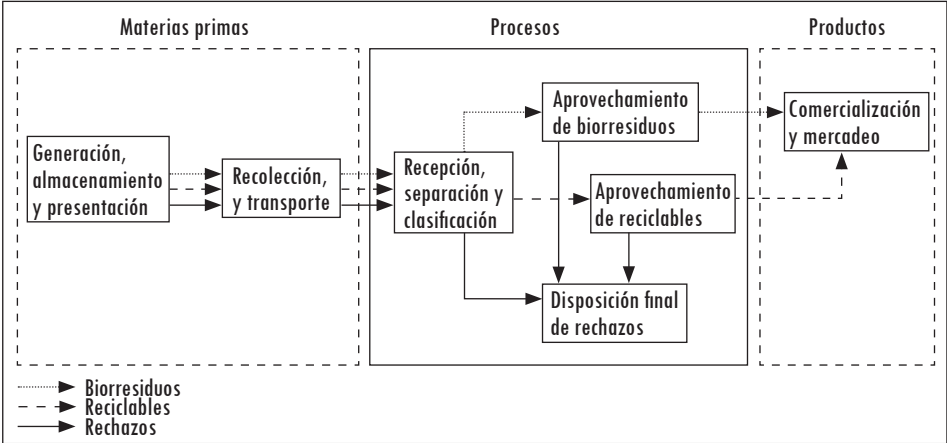 Materias primas
Procesos
Productos
Generación,
almacenamiento
y presentación
Recolección,
y transporte
Recepción,
separación y
clasificación
Aprovechamiento
de biorresiduos
Aprovechamiento
de reciclables
Disposición final
de rechazos
Comercialización
y mercadeo
Biorresiduos
Reciclables
Rechazos